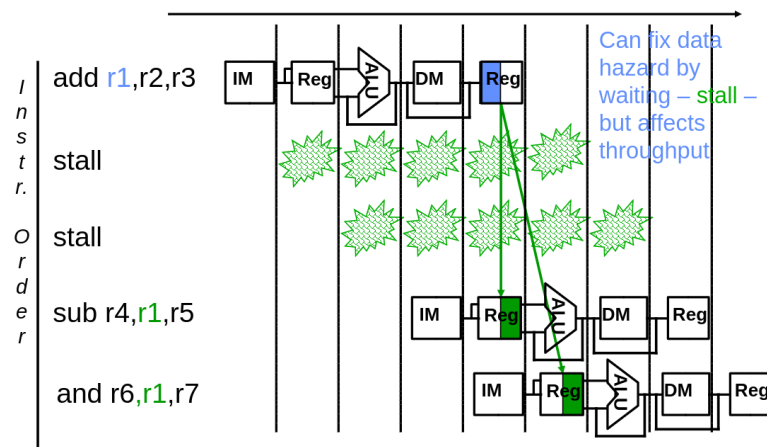 Instr. Order
Can fix data
hazard by
waiting – stall –
but affects
throughput
add r1,r2,r3
IM Reg ALU DM Reg
stall
stall
sub r4,r1,r5
IM Reg ALU DM Reg
and r6,r1,r7
IM Reg ALU DM Reg